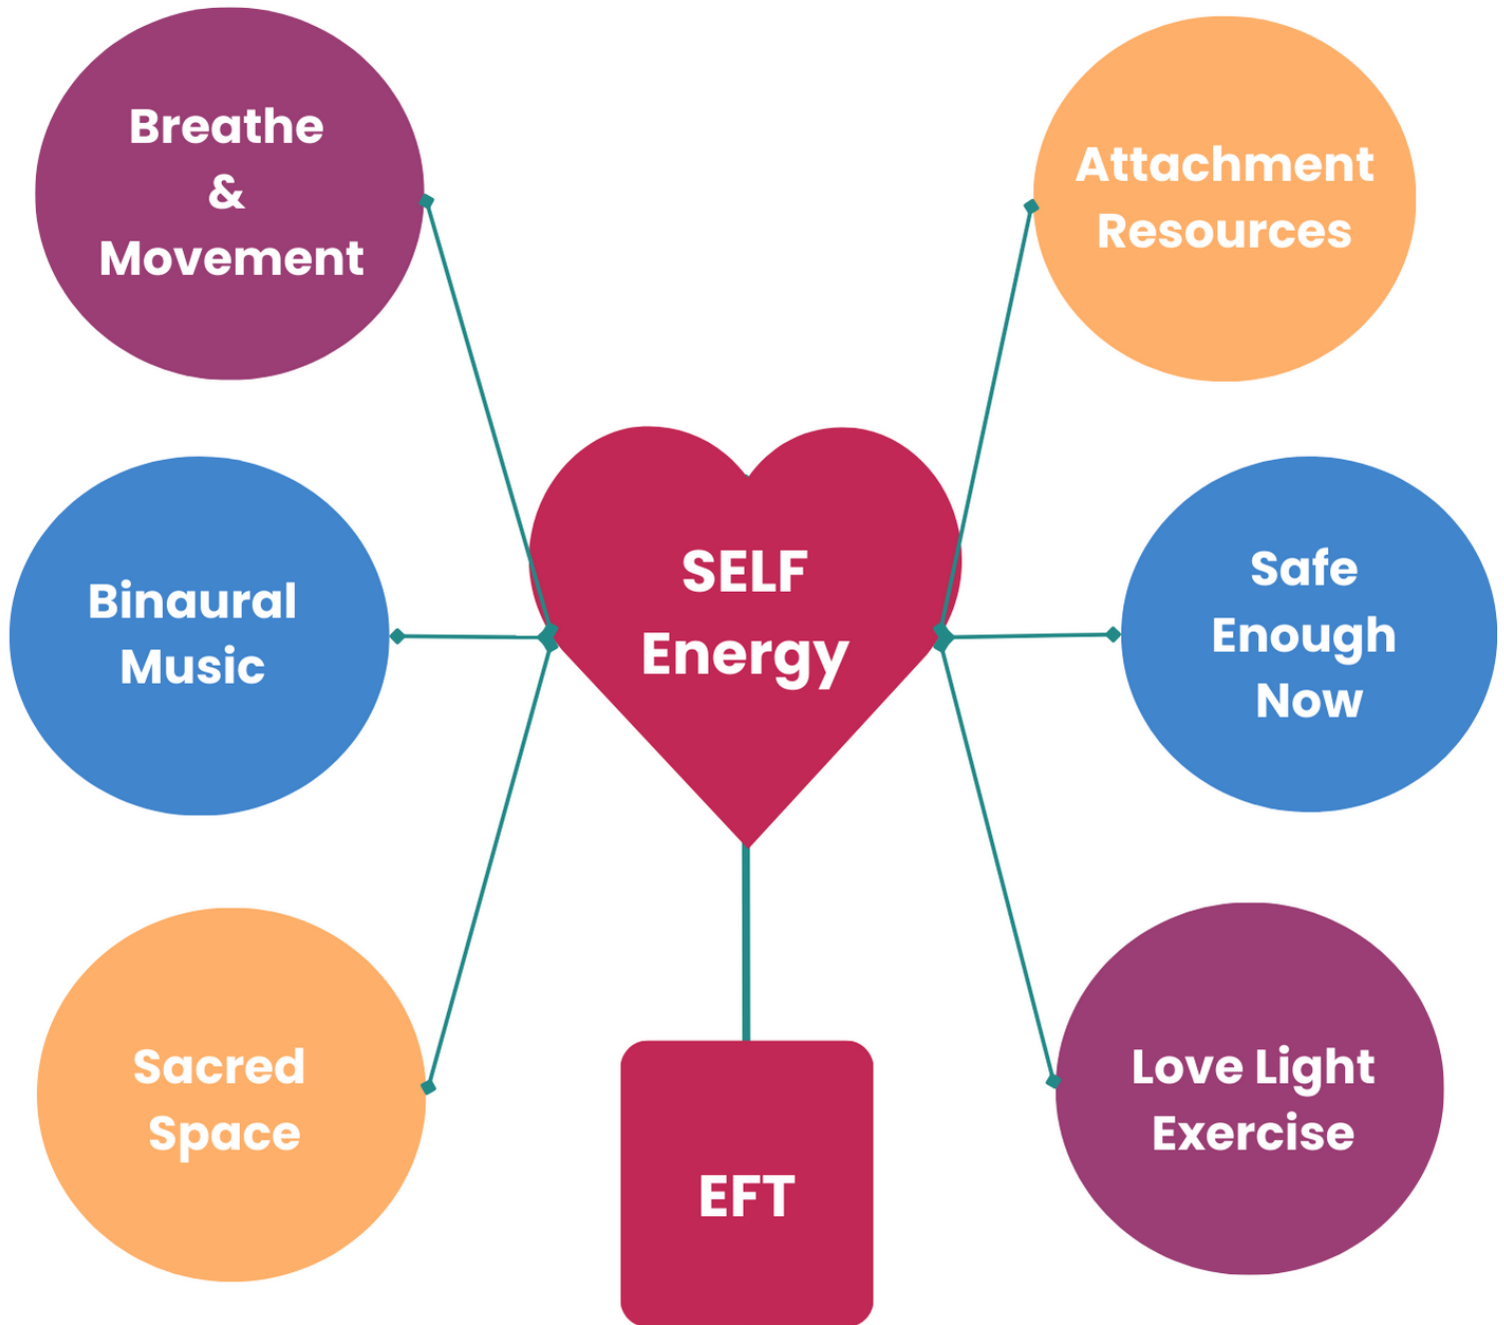 Breathe
&
Movement
Attachment
Resources
SELF
Energy
Binaural
Music
Safe
Enough
Now
Sacred
Space
Love Light
Exercise
EFT